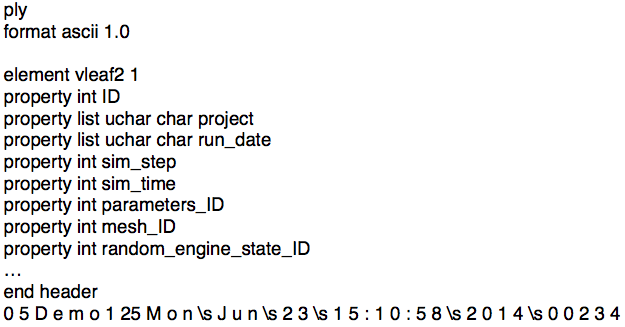 ply
format ascii 1.0
element vleaf2 1
property int ID
property list uchar char project
property list uchar char run_date
property int sim_step
property int sim_time
property int parameters_ID
property int mesh_ID
property int random_engine_state_ID
…
end header
0 5 D e m o 1 25 M o n \s J u n \s 2 3 \s 1 5 : 1 0 : 5 8 \s 2 0 1 4 \s 0 0 2 3 4